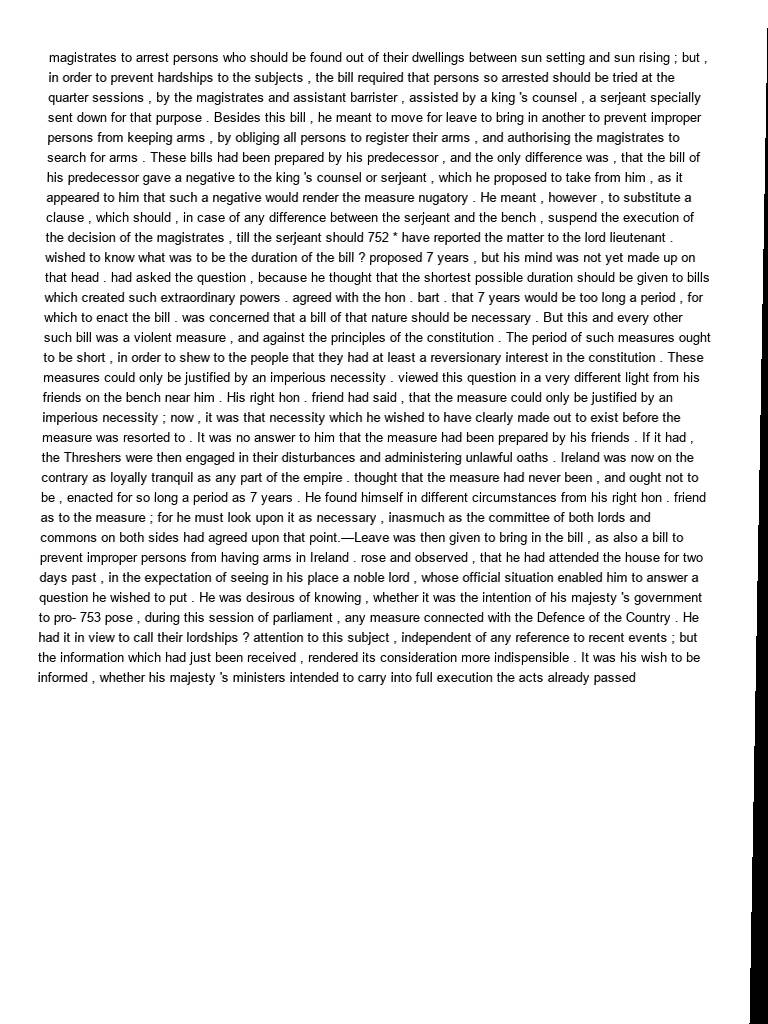 magistrates to arrest persons who should be found out of their dwellings between sun setting and sun rising ; but ,
in order to prevent hardships to the subjects , the bill required that persons so arrested should be tried at the
quarter sessions , by the magistrates and assistant barrister , assisted by a king 's counsel , a serjeant specially
sent down for that purpose . Besides this bill , he meant to move for leave to bring in another to prevent improper
persons from keeping arms , by obliging all persons to register their arms , and authorising the magistrates to
search for arms . These bills had been prepared by his predecessor , and the only difference was , that the bill of
his predecessor gave a negative to the king 's counsel or serjeant , which he proposed to take from him , as it
appeared to him that such a negative would render the measure nugatory . He meant , however , to substitute a
clause , which should , in case of any difference between the serjeant and the bench , suspend the execution of
the decision of the magistrates , till the serjeant should 752 * have reported the matter to the lord lieutenant .
wished to know what was to be the duration of the bill ? proposed 7 years , but his mind was not yet made up on
that head . had asked the question , because he thought that the shortest possible duration should be given to bills
which created such extraordinary powers . agreed with the hon . bart . that 7 years would be too long a period , for
which to enact the bill . was concerned that a bill of that nature should be necessary . But this and every other
such bill was a violent measure , and against the principles of the constitution . The period of such measures ought
to be short , in order to shew to the people that they had at least a reversionary interest in the constitution . These
measures could only be justified by an imperious necessity . viewed this question in a very different light from his
friends on the bench near him . His right hon . friend had said , that the measure could only be justified by an
imperious necessity ; now , it was that necessity which he wished to have clearly made out to exist before the
measure was resorted to . It was no answer to him that the measure had been prepared by his friends . If it had ,
the Threshers were then engaged in their disturbances and administering unlawful oaths . Ireland was now on the
contrary as loyally tranquil as any part of the empire . thought that the measure had never been , and ought not to
be , enacted for so long a period as 7 years . He found himself in different circumstances from his right hon . friend
as to the measure ; for he must look upon it as necessary , inasmuch as the committee of both lords and
commons on both sides had agreed upon that point.—Leave was then given to bring in the bill , as also a bill to
prevent improper persons from having arms in Ireland . rose and observed , that he had attended the house for two
days past , in the expectation of seeing in his place a noble lord , whose official situation enabled him to answer a
question he wished to put . He was desirous of knowing , whether it was the intention of his majesty 's government
to pro- 753 pose , during this session of parliament , any measure connected with the Defence of the Country . He
had it in view to call their lordships ? attention to this subject , independent of any reference to recent events ; but
the information which had just been received , rendered its consideration more indispensible . It was his wish to be
informed , whether his majesty 's ministers intended to carry into full execution the acts already passed